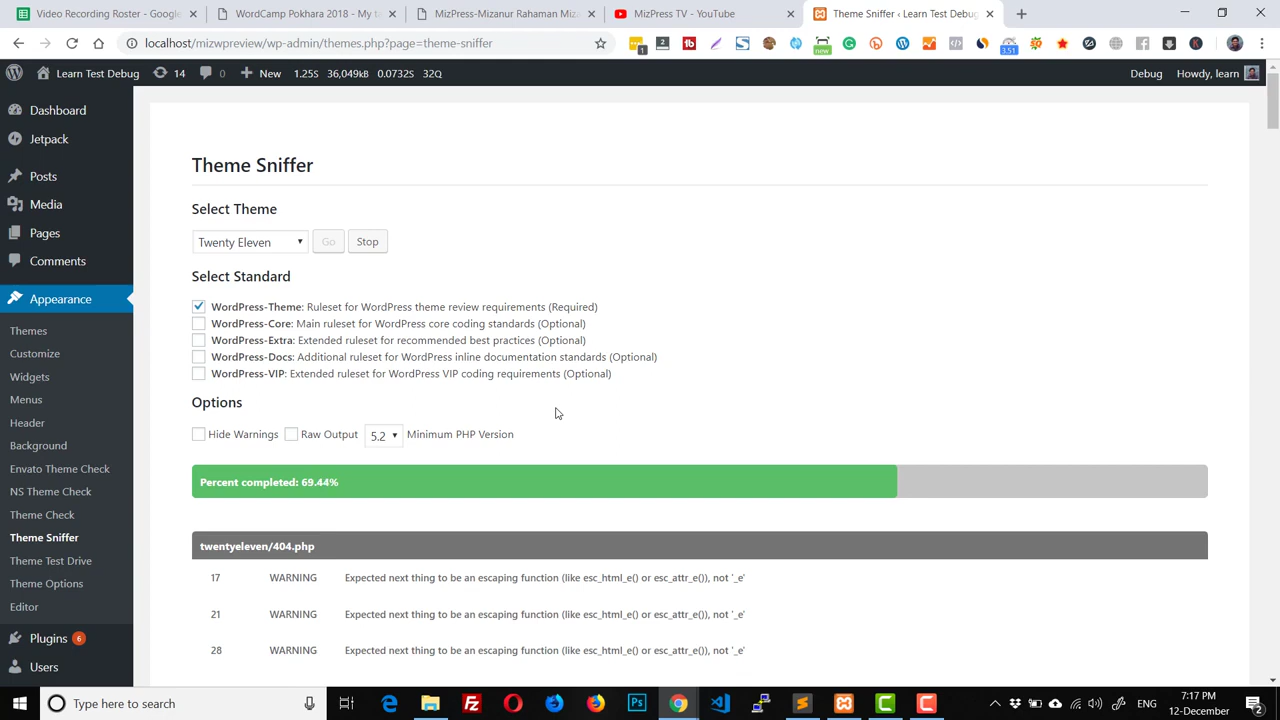 Video Recording Roster - Google
WordCamp Pokhara 2018 - My ta
MizPress-Mizanur Rahaman Miza
MizPress TV - YouTube
Theme Sniffer ‹ Learn Test Debug
localhost/mizwpreview/wp-admin/themes.php?page=theme-sniffer
1 2 new 3.51
Learn Test Debug 14 0 New 1.25S 36,049kB 0.0732S 32Q Debug Howdy, learn
Dashboard
Jetpack
Posts
Media
Pages
Comments
Appearance
Themes
Customize
Widgets
Menus
Header
Background
Envato Theme Check
NS Theme Check
Theme Check
Theme Sniffer
Theme Test Drive
Theme Options
Editor
Plugins 6
Users
Theme Sniffer
Select Theme
Twenty Eleven Go Stop
Select Standard
WordPress-Theme: Ruleset for WordPress theme review requirements (Required)
WordPress-Core: Main ruleset for WordPress core coding standards (Optional)
WordPress-Extra: Extended ruleset for recommended best practices (Optional)
WordPress-Docs: Additional ruleset for WordPress inline documentation standards (Optional)
WordPress-VIP: Extended ruleset for WordPress VIP coding requirements (Optional)
Options
Hide Warnings Raw Output 5.2 Minimum PHP Version
Percent completed: 69.44%
twentyeleven/404.php
17 WARNING Expected next thing to be an escaping function (like esc_html_e() or esc_attr_e()), not '_e'
21 WARNING Expected next thing to be an escaping function (like esc_html_e() or esc_attr_e()), not '_e'
28 WARNING Expected next thing to be an escaping function (like esc_html_e() or esc_attr_e()), not '_e'
Type here to search
ENG
7:17 PM
12-December
2